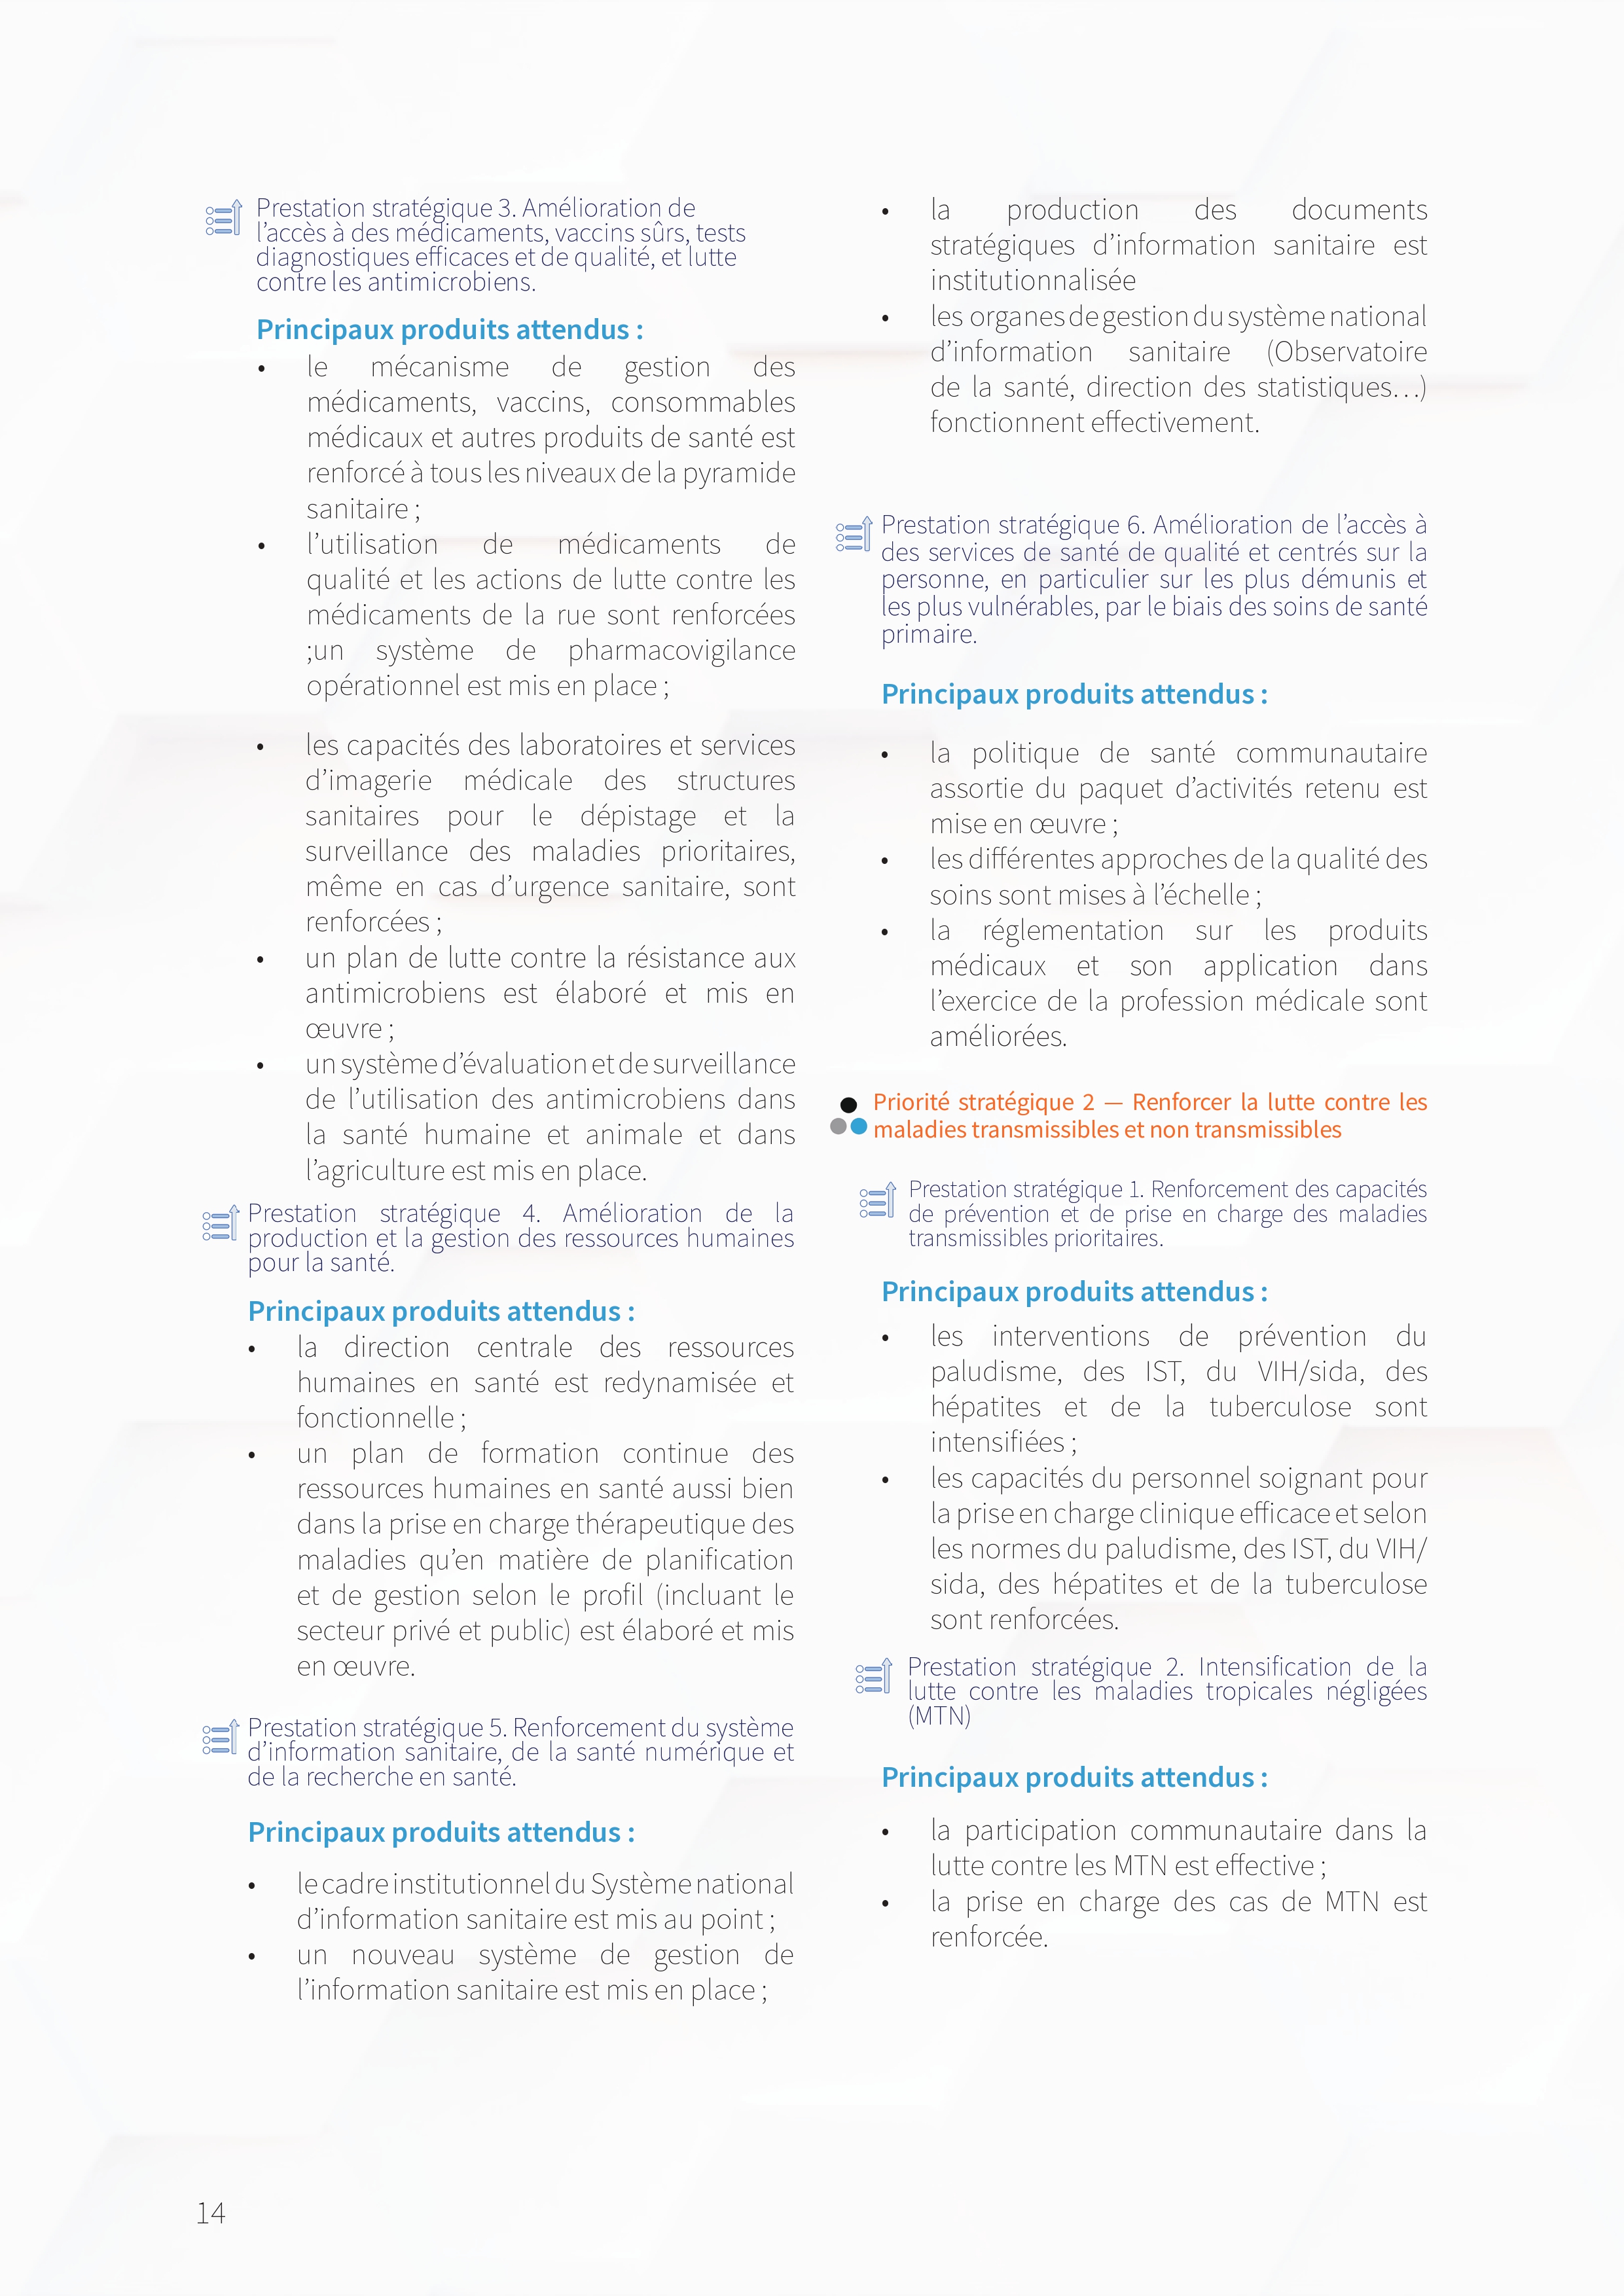 Prestation stratégique 3. Amélioration de
l’accès à des médicaments, vaccins sûrs, tests
diagnostiques efficaces et de qualité, et lutte
contre les antimicrobiens.
Principaux produits attendus :
• le mécanisme de gestion des
médicaments, vaccins, consommables
médicaux et autres produits de santé est
renforcé à tous les niveaux de la pyramide
sanitaire ;
• l’utilisation de médicaments de
qualité et les actions de lutte contre les
médicaments de la rue sont renforcées
;un système de pharmacovigilance
opérationnel est mis en place ;
• les capacités des laboratoires et services
d’imagerie médicale des structures
sanitaires pour le dépistage et la
surveillance des maladies prioritaires,
même en cas d’urgence sanitaire, sont
renforcées ;
• un plan de lutte contre la résistance aux
antimicrobiens est élaboré et mis en
œuvre ;
• un système d’évaluation et de surveillance
de l’utilisation des antimicrobiens dans
la santé humaine et animale et dans
l’agriculture est mis en place.
Prestation stratégique 4. Amélioration de la
production et la gestion des ressources humaines
pour la santé.
Principaux produits attendus :
• la direction centrale des ressources
humaines en santé est redynamisée et
fonctionnelle ;
• un plan de formation continue des
ressources humaines en santé aussi bien
dans la prise en charge thérapeutique des
maladies qu’en matière de planification
et de gestion selon le profil (incluant le
secteur privé et public) est élaboré et mis
en œuvre.
Prestation stratégique 5. Renforcement du système
d’information sanitaire, de la santé numérique et
de la recherche en santé.
Principaux produits attendus :
• le cadre institutionnel du Système national
d’information sanitaire est mis au point ;
• un nouveau système de gestion de
l’information sanitaire est mis en place ;
• la production des documents
stratégiques d’information sanitaire est
institutionnalisée
• les organes de gestion du système national
d’information sanitaire (Observatoire
de la santé, direction des statistiques…)
fonctionnent effectivement.
Prestation stratégique 6. Amélioration de l’accès à
des services de santé de qualité et centrés sur la
personne, en particulier sur les plus démunis et
les plus vulnérables, par le biais des soins de santé
primaire.
Principaux produits attendus :
• la politique de santé communautaire
assortie du paquet d’activités retenu est
mise en œuvre ;
• les différentes approches de la qualité des
soins sont mises à l’échelle ;
• la réglementation sur les produits
médicaux et son application dans
l’exercice de la profession médicale sont
améliorées.
Priorité stratégique 2 — Renforcer la lutte contre les
maladies transmissibles et non transmissibles
Prestation stratégique 1. Renforcement des capacités
de prévention et de prise en charge des maladies
transmissibles prioritaires.
Principaux produits attendus :
• les interventions de prévention du
paludisme, des IST, du VIH/sida, des
hépatites et de la tuberculose sont
intensifiées ;
• les capacités du personnel soignant pour
la prise en charge clinique efficace et selon
les normes du paludisme, des IST, du VIH/
sida, des hépatites et de la tuberculose
sont renforcées.
Prestation stratégique 2. Intensification de la
lutte contre les maladies tropicales négligées
(MTN)
Principaux produits attendus :
• la participation communautaire dans la
lutte contre les MTN est effective ;
• la prise en charge des cas de MTN est
renforcée.
14